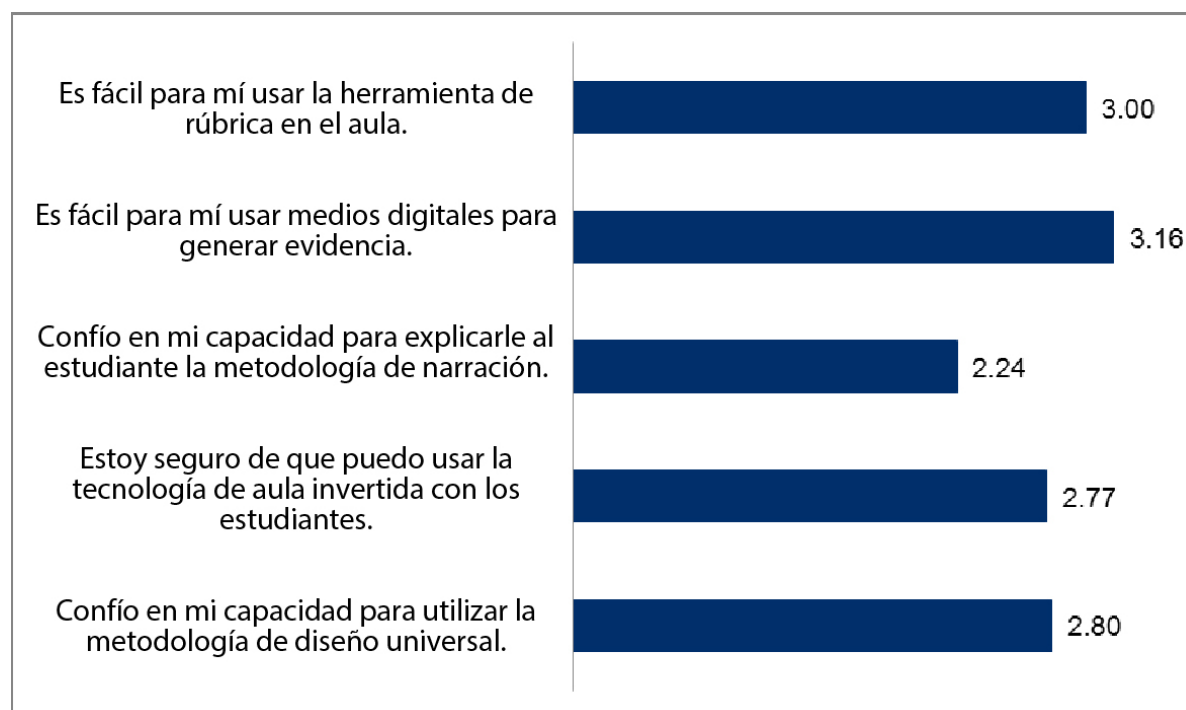 Es fácil para mí usar la herramienta de
rúbrica en el aula.
3.00
Es fácil para mí usar medios digitales para
generar evidencia.
3.16
Confío en mi capacidad para explicarle al
estudiante la metodología de narración.
2.24
Estoy seguro de que puedo usar la
tecnología de aula invertida con los
estudiantes.
2.77
Confío en mi capacidad para utilizar la
metodología de diseño universal.
2.80